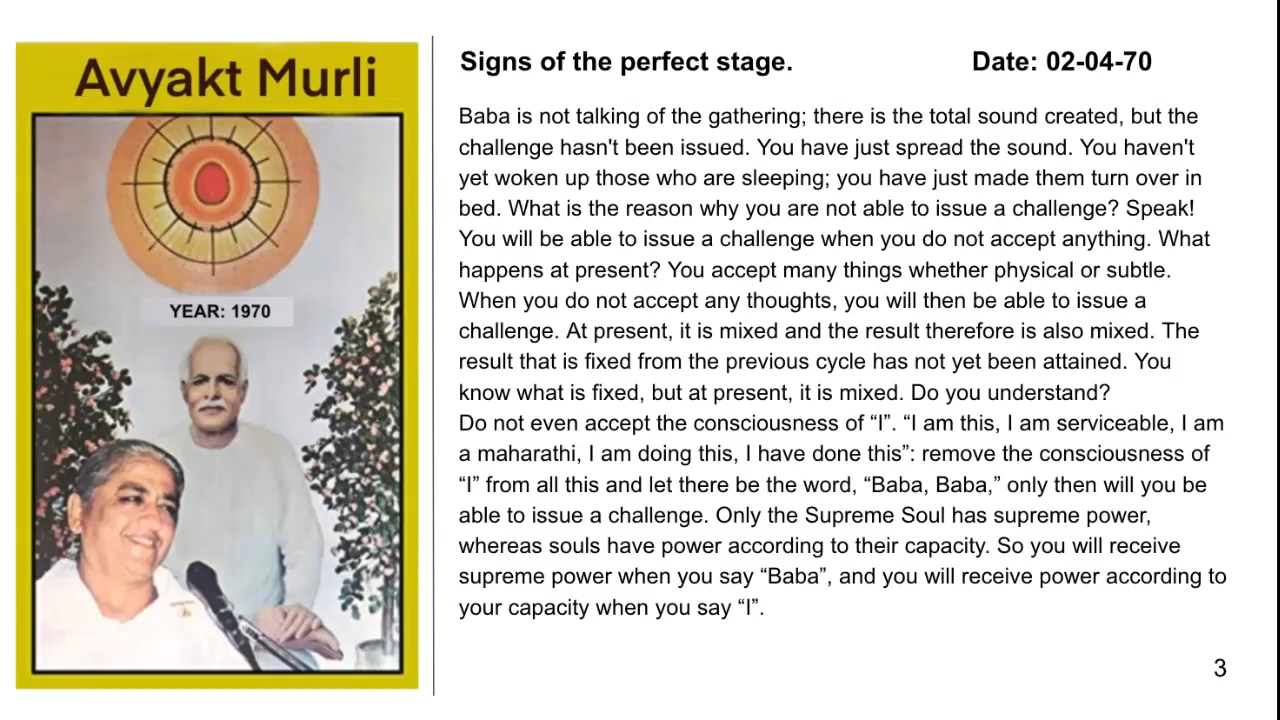 Avyakt Murli
YEAR: 1970
Signs of the perfect stage. Date: 02-04-70
Baba is not talking of the gathering; there is the total sound created, but the
challenge hasn't been issued. You have just spread the sound. You haven't
yet woken up those who are sleeping; you have just made them turn over in
bed. What is the reason why you are not able to issue a challenge? Speak!
You will be able to issue a challenge when you do not accept anything. What
happens at present? You accept many things whether physical or subtle.
When you do not accept any thoughts, you will then be able to issue a
challenge. At present, it is mixed and the result therefore is also mixed. The
result that is fixed from the previous cycle has not yet been attained. You
know what is fixed, but at present, it is mixed. Do you understand?
Do not even accept the consciousness of “I”. “I am this, I am serviceable, I am
a maharathi, I am doing this, I have done this”: remove the consciousness of
“I” from all this and let there be the word, “Baba, Baba,” only then will you be
able to issue a challenge. Only the Supreme Soul has supreme power,
whereas souls have power according to their capacity. So you will receive
supreme power when you say “Baba”, and you will receive power according to
your capacity when you say “I”.
3